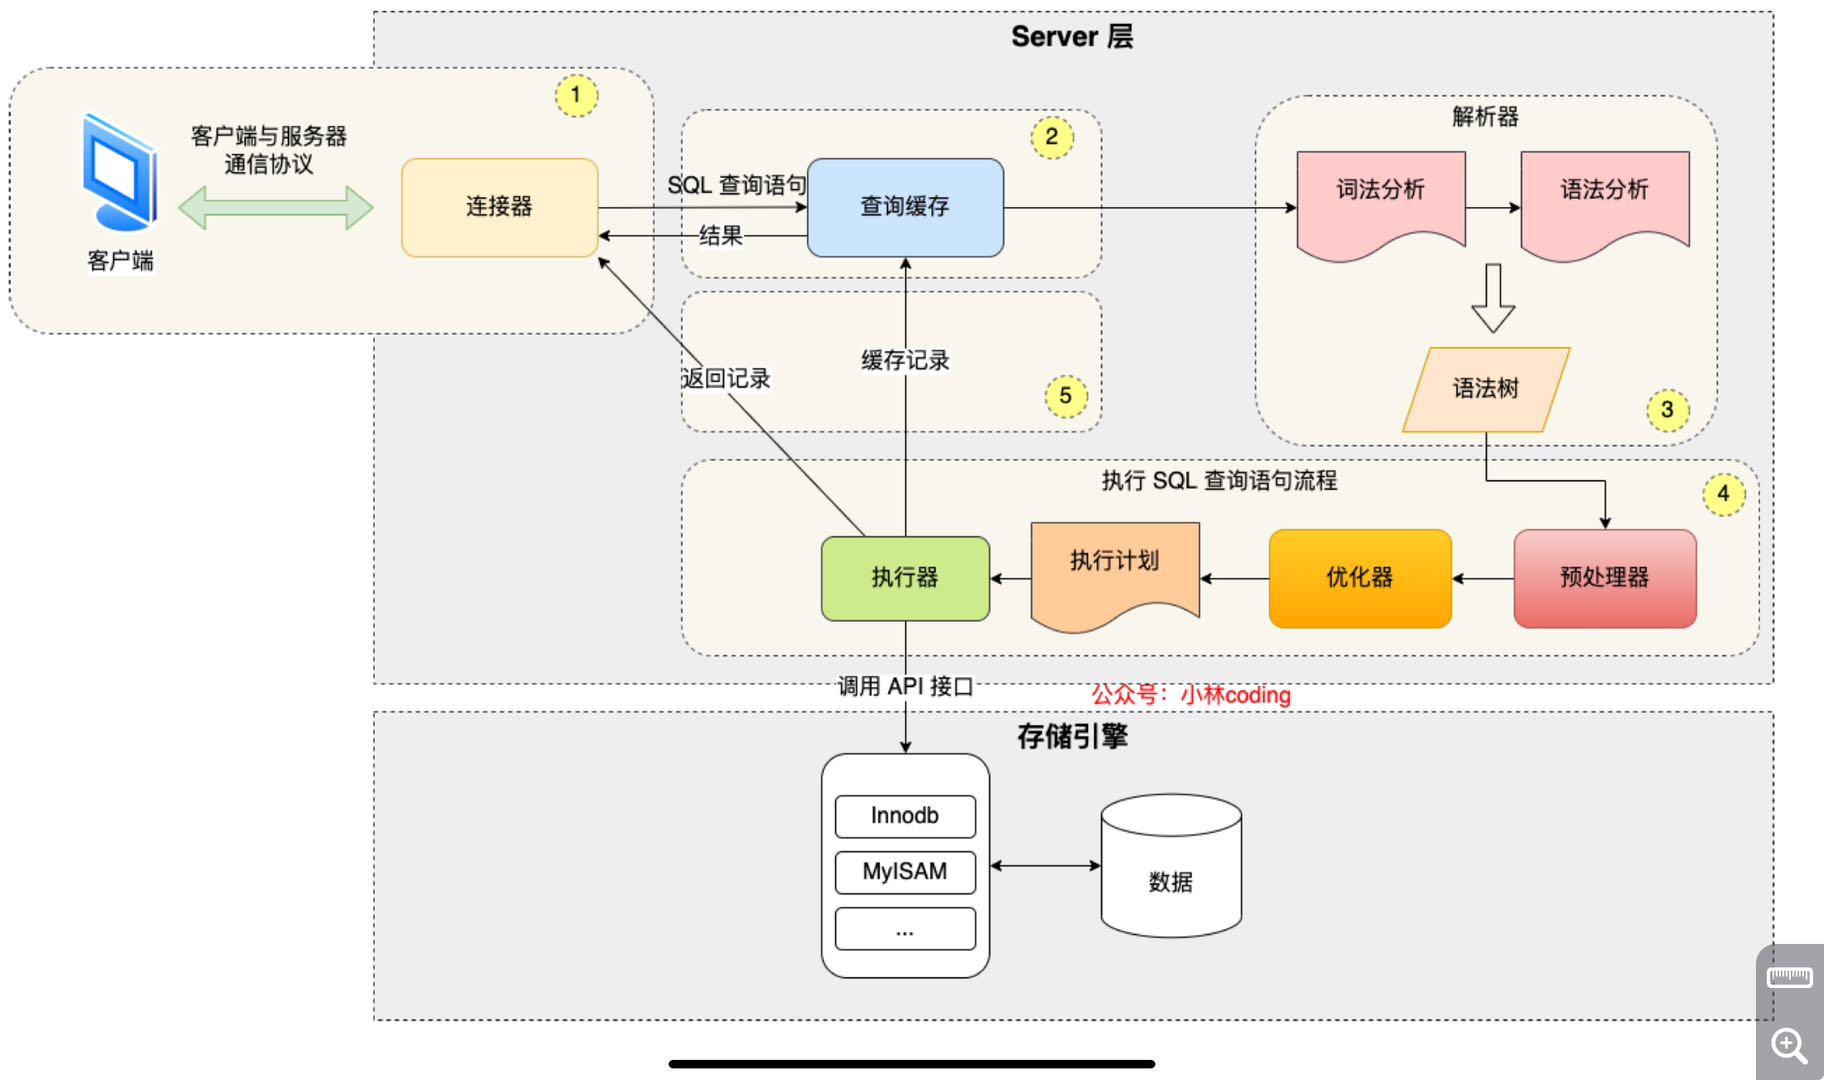 Server 层
1
客户端与服务器
通信协议
客户端
连接器
SQL 查询语句
结果
2
查询缓存
解析器
词法分析
语法分析
语法树
3
返回记录
缓存记录
5
执行 SQL 查询语句流程
4
执行器
执行计划
优化器
预处理器
调用 API 接口
公众号：小林coding
存储引擎
Innodb
MyISAM
...
数据